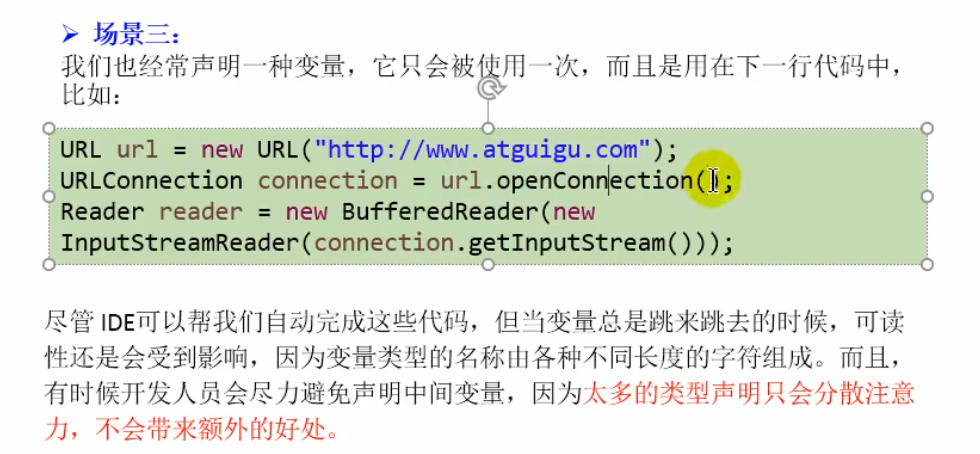 ➢ 场景三：
我们也经常声明一种变量，它只会被使用一次，而且是用在下一行代码中，
比如：
URL url = new URL("http://www.atguigu.com");
URLConnection connection = url.openConnection();
Reader reader = new BufferedReader(new
InputStreamReader(connection.getInputStream()));
尽管 IDE可以帮我们自动完成这些代码，但当变量总是跳来跳去的时候，可读
性还是会受到影响，因为变量类型的名称由各种不同长度的字符组成。而且，
有时候开发人员会尽力避免声明中间变量，因为太多的类型声明只会分散注意
力，不会带来额外的好处。